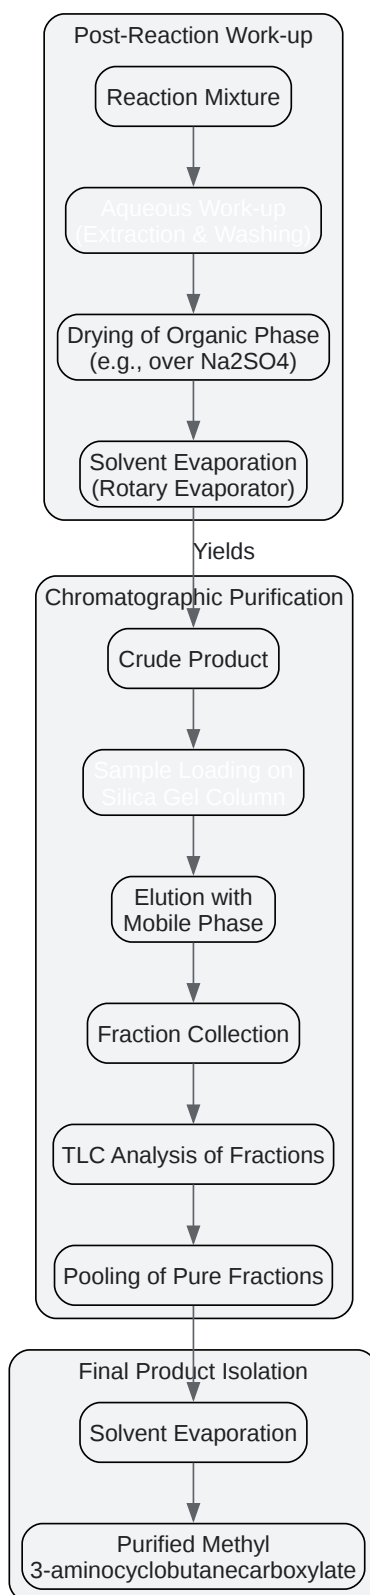 Post-Reaction Work-up
Reaction Mixture
Aqueous Work-up
(Extraction & Washing)
Drying of Organic Phase
(e.g., over Na2SO4)
Solvent Evaporation
(Rotary Evaporator)
Yields
Chromatographic Purification
Crude Product
Sample Loading on
Silica Gel Column
Elution with
Mobile Phase
Fraction Collection
TLC Analysis of Fractions
Pooling of Pure Fractions
Final Product Isolation
Solvent Evaporation
Purified Methyl
3-aminocyclobutanecarboxylate